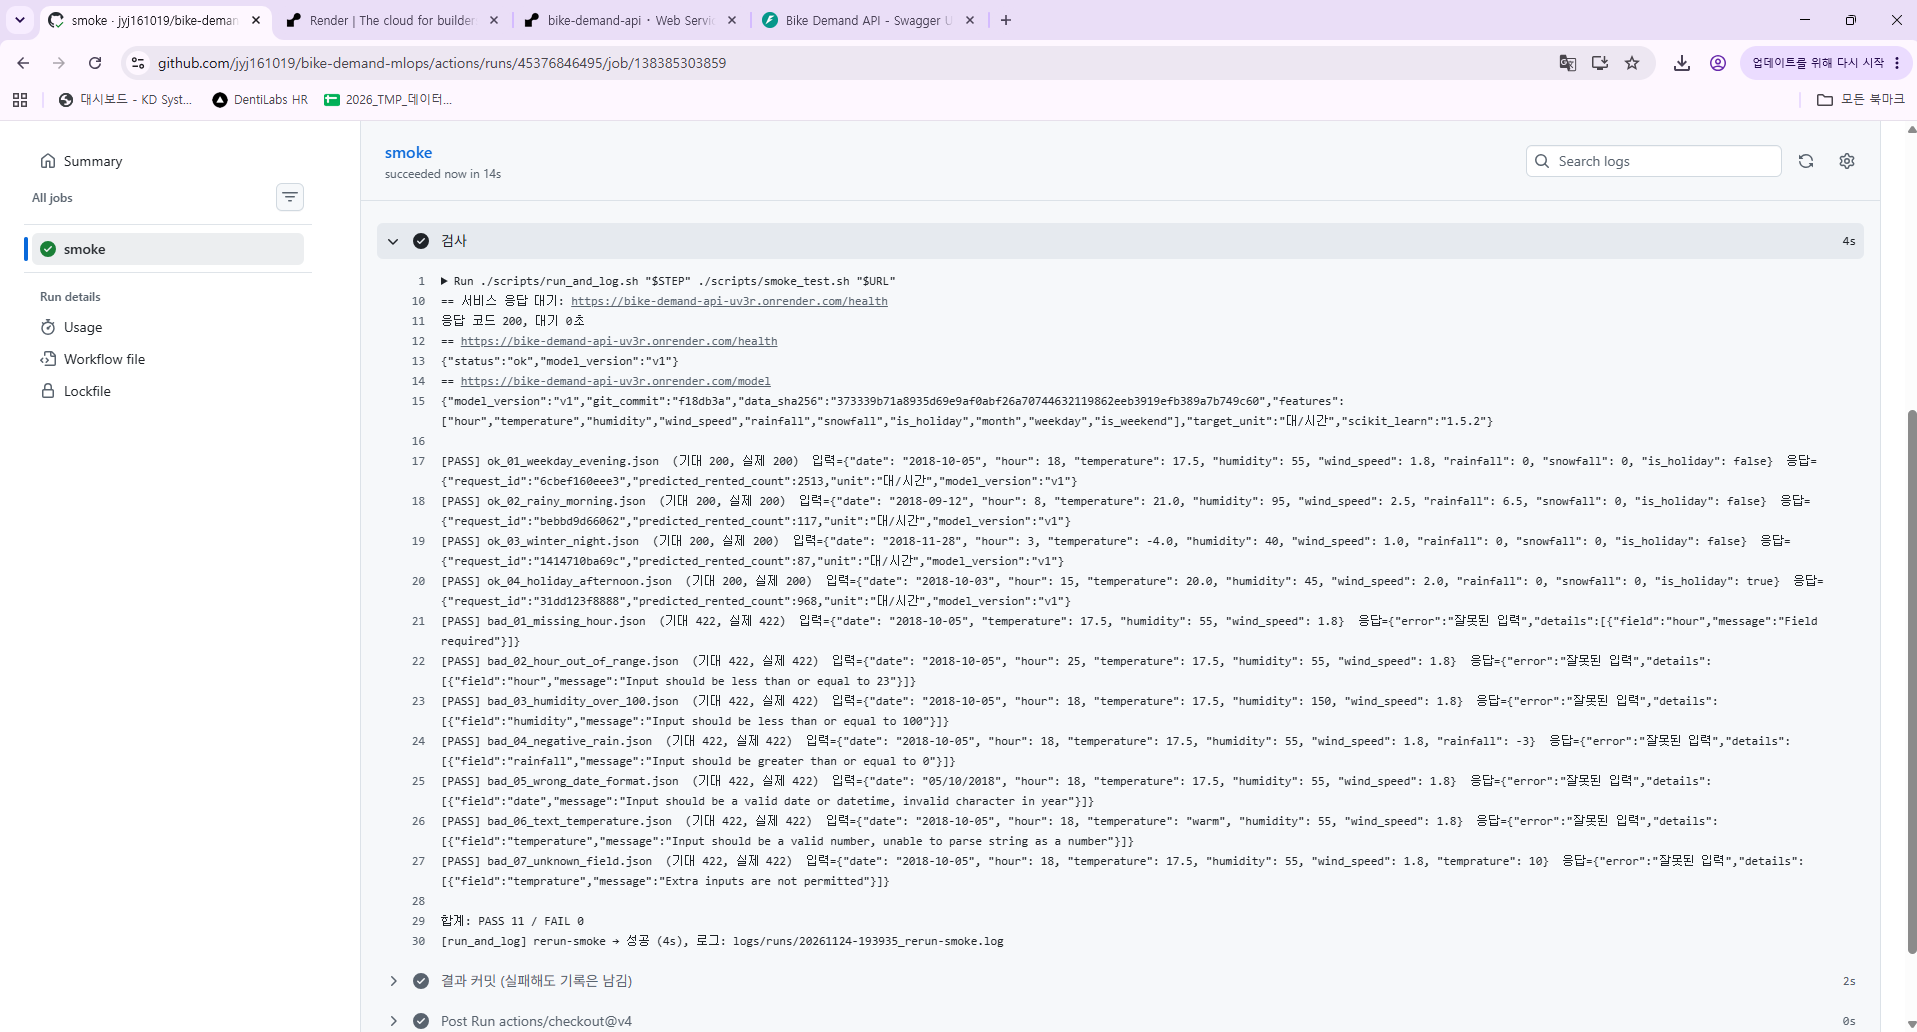 smoke · jyj161019/bike-deman
Render | The cloud for builder
bike-demand-api · Web Servic
Bike Demand API - Swagger U
github.com/jyj161019/bike-demand-mlops/actions/runs/45376846495/job/138385303859
업데이트를 위해 다시 시작
대시보드 - KD Syst...
DentiLabs HR
2026_TMP_데이터...
모든 북마크
Summary
All jobs
smoke
Run details
Usage
Workflow file
Lockfile
smoke
succeeded now in 14s
Search logs
검사
4s
1 Run ./scripts/run_and_log.sh "$STEP" ./scripts/smoke_test.sh "$URL"
10 == 서비스 응답 대기: https://bike-demand-api-uv3r.onrender.com/health
11 응답 코드 200, 대기 0초
12 == https://bike-demand-api-uv3r.onrender.com/health
13 {"status":"ok","model_version":"v1"}
14 == https://bike-demand-api-uv3r.onrender.com/model
15 {"model_version":"v1","git_commit":"f18db3a","data_sha256":"373339b71a8935d69e9af0abf26a70744632119862eeb3919efb389a7b749c60","features":
["hour","temperature","humidity","wind_speed","rainfall","snowfall","is_holiday","month","weekday","is_weekend"],"target_unit":"대/시간","scikit_learn":"1.5.2"}
16
17 [PASS] ok_01_weekday_evening.json (기대 200, 실제 200) 입력={"date": "2018-10-05", "hour": 18, "temperature": 17.5, "humidity": 55, "wind_speed": 1.8, "rainfall": 0, "snowfall": 0, "is_holiday": false} 응답=
{"request_id":"6cbef160eee3","predicted_rented_count":2513,"unit":"대/시간","model_version":"v1"}
18 [PASS] ok_02_rainy_morning.json (기대 200, 실제 200) 입력={"date": "2018-09-12", "hour": 8, "temperature": 21.0, "humidity": 95, "wind_speed": 2.5, "rainfall": 6.5, "snowfall": 0, "is_holiday": false} 응답=
{"request_id":"bebbd9d66062","predicted_rented_count":117,"unit":"대/시간","model_version":"v1"}
19 [PASS] ok_03_winter_night.json (기대 200, 실제 200) 입력={"date": "2018-11-28", "hour": 3, "temperature": -4.0, "humidity": 40, "wind_speed": 1.0, "rainfall": 0, "snowfall": 0, "is_holiday": false} 응답=
{"request_id":"1414710ba69c","predicted_rented_count":87,"unit":"대/시간","model_version":"v1"}
20 [PASS] ok_04_holiday_afternoon.json (기대 200, 실제 200) 입력={"date": "2018-10-03", "hour": 15, "temperature": 20.0, "humidity": 45, "wind_speed": 2.0, "rainfall": 0, "snowfall": 0, "is_holiday": true} 응답=
{"request_id":"31dd123f8888","predicted_rented_count":968,"unit":"대/시간","model_version":"v1"}
21 [PASS] bad_01_missing_hour.json (기대 422, 실제 422) 입력={"date": "2018-10-05", "temperature": 17.5, "humidity": 55, "wind_speed": 1.8} 응답={"error":"잘못된 입력","details":[{"field":"hour","message":"Field
required"}]}
22 [PASS] bad_02_hour_out_of_range.json (기대 422, 실제 422) 입력={"date": "2018-10-05", "hour": 25, "temperature": 17.5, "humidity": 55, "wind_speed": 1.8} 응답={"error":"잘못된 입력","details":
[{"field":"hour","message":"Input should be less than or equal to 23"}]}
23 [PASS] bad_03_humidity_over_100.json (기대 422, 실제 422) 입력={"date": "2018-10-05", "hour": 18, "temperature": 17.5, "humidity": 150, "wind_speed": 1.8} 응답={"error":"잘못된 입력","details":
[{"field":"humidity","message":"Input should be less than or equal to 100"}]}
24 [PASS] bad_04_negative_rain.json (기대 422, 실제 422) 입력={"date": "2018-10-05", "hour": 18, "temperature": 17.5, "humidity": 55, "wind_speed": 1.8, "rainfall": -3} 응답={"error":"잘못된 입력","details":
[{"field":"rainfall","message":"Input should be greater than or equal to 0"}]}
25 [PASS] bad_05_wrong_date_format.json (기대 422, 실제 422) 입력={"date": "05/10/2018", "hour": 18, "temperature": 17.5, "humidity": 55, "wind_speed": 1.8} 응답={"error":"잘못된 입력","details":
[{"field":"date","message":"Input should be a valid date or datetime, invalid character in year"}]}
26 [PASS] bad_06_text_temperature.json (기대 422, 실제 422) 입력={"date": "2018-10-05", "hour": 18, "temperature": "warm", "humidity": 55, "wind_speed": 1.8} 응답={"error":"잘못된 입력","details":
[{"field":"temperature","message":"Input should be a valid number, unable to parse string as a number"}]}
27 [PASS] bad_07_unknown_field.json (기대 422, 실제 422) 입력={"date": "2018-10-05", "hour": 18, "temperature": 17.5, "humidity": 55, "wind_speed": 1.8, "temprature": 10} 응답={"error":"잘못된 입력","details":
[{"field":"temprature","message":"Extra inputs are not permitted"}]}
28
29 합계: PASS 11 / FAIL 0
30 [run_and_log] rerun-smoke → 성공 (4s), 로그: logs/runs/20261124-193935_rerun-smoke.log
결과 커밋 (실패해도 기록은 남김)
2s
Post Run actions/checkout@v4
0s